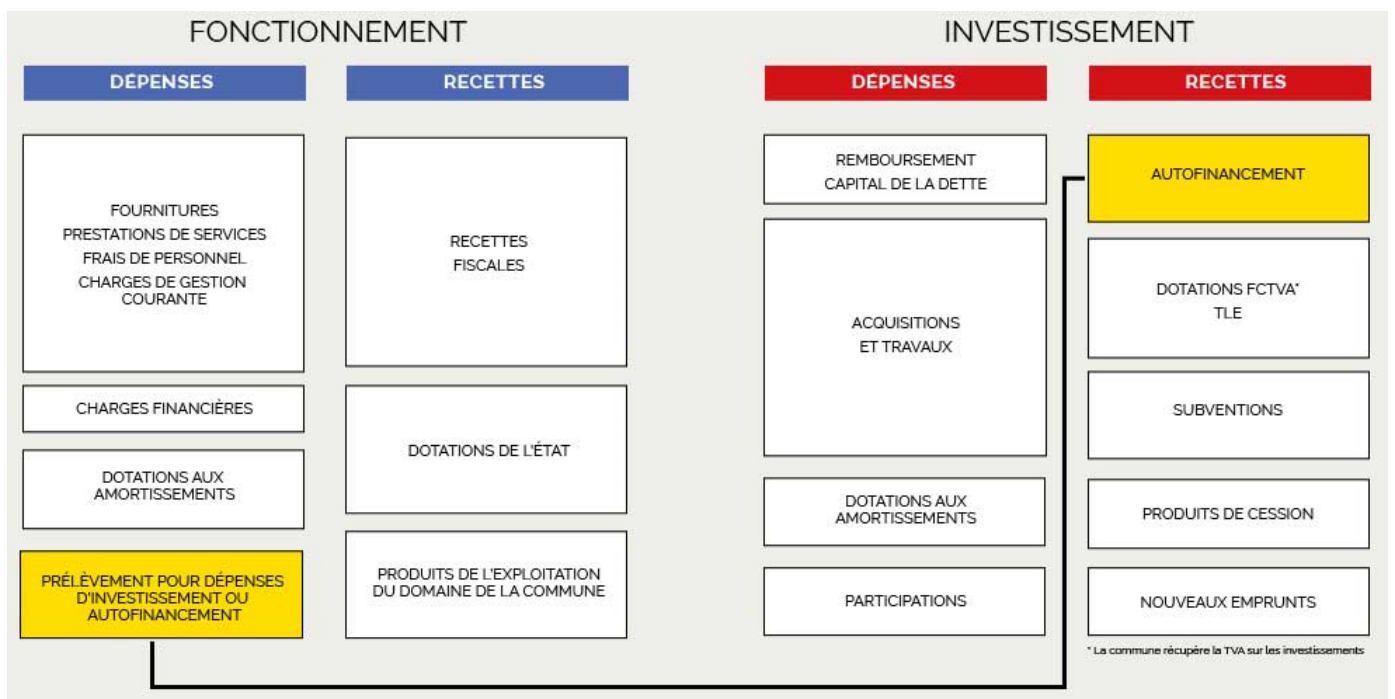 FONCTIONNEMENT
DÉPENSES
FOURNITURES
PRESTATIONS DE SERVICES
FRAIS DE PERSONNEL
CHARGES DE GESTION
COURANTE
CHARGES FINANCIÈRES
DOTATIONS AUX
AMORTISSEMENTS
PRÉLÈVEMENT POUR DÉPENSES
D'INVESTISSEMENT OU
AUTOFINANCEMENT
RECETTES
RECETTES
FISCALES
DOTATIONS DE L'ÉTAT
PRODUITS DE L'EXPLOITATION
DU DOMAINE DE LA COMMUNE
INVESTISSEMENT
DÉPENSES
REMBOURSEMENT
CAPITAL DE LA DETTE
ACQUISITIONS
ET TRAVAUX
DOTATIONS AUX
AMORTISSEMENTS
PARTICIPATIONS
RECETTES
AUTOFINANCEMENT
DOTATIONS FCTVA*
TLE
SUBVENTIONS
PRODUITS DE CESSION
NOUVEAUX EMPRUNTS
* La commune récupère la TVA sur les investissements